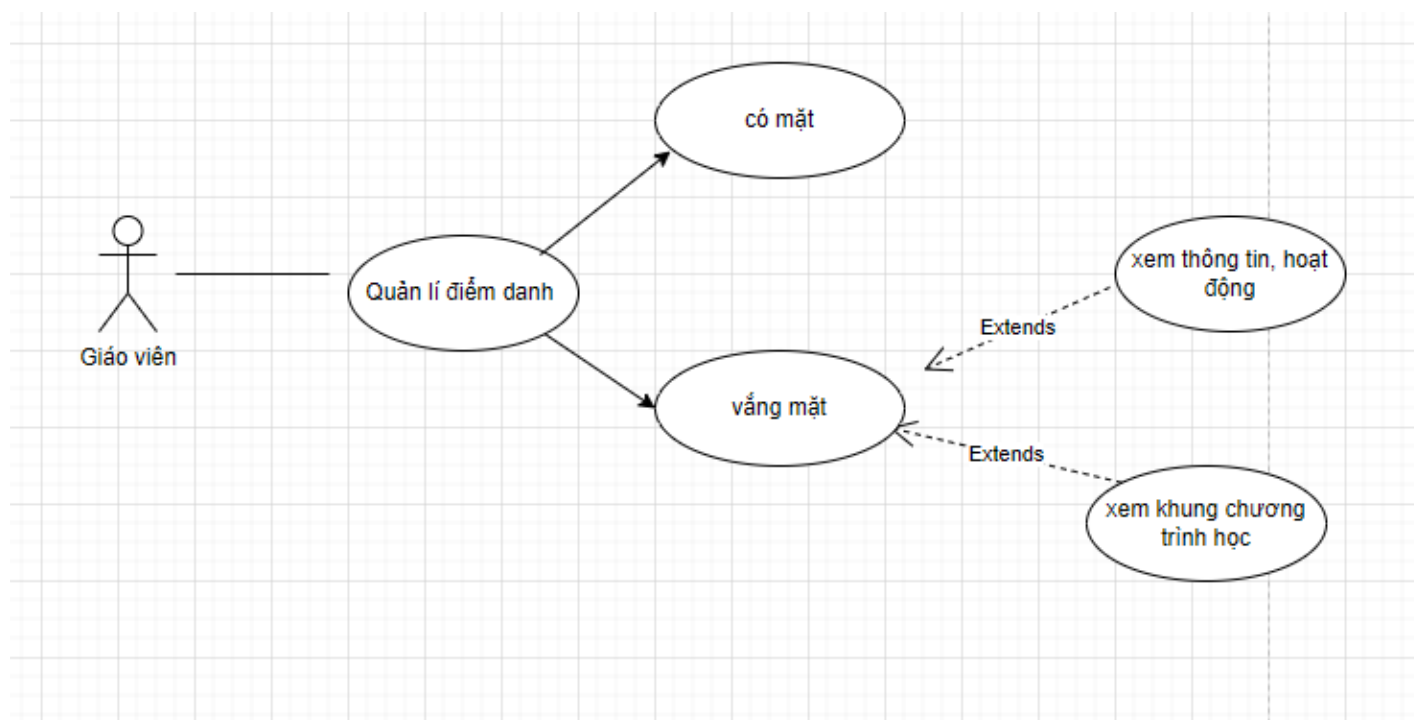 có mặt
xem thông tin, hoạt
động
Quản lí điểm danh
Extends
Giáo viên
vắng mặt
Extends
xem khung chương
trình học